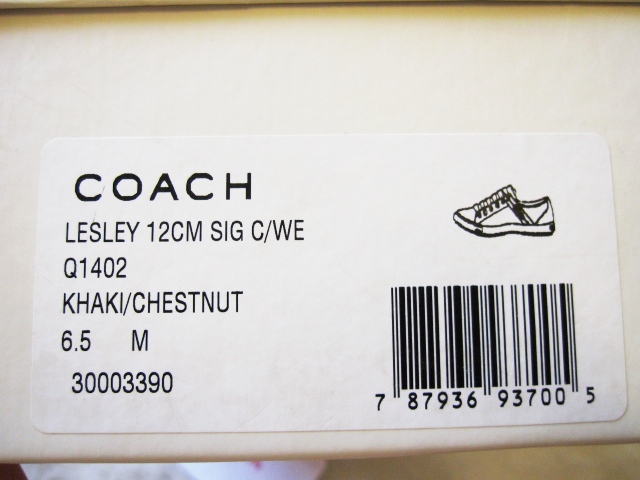 COACH
LESLEY 12CM SIG C/WE
Q1402
KHAKI/CHESTNUT
6.5 M
30003390
7 87936 93700 5